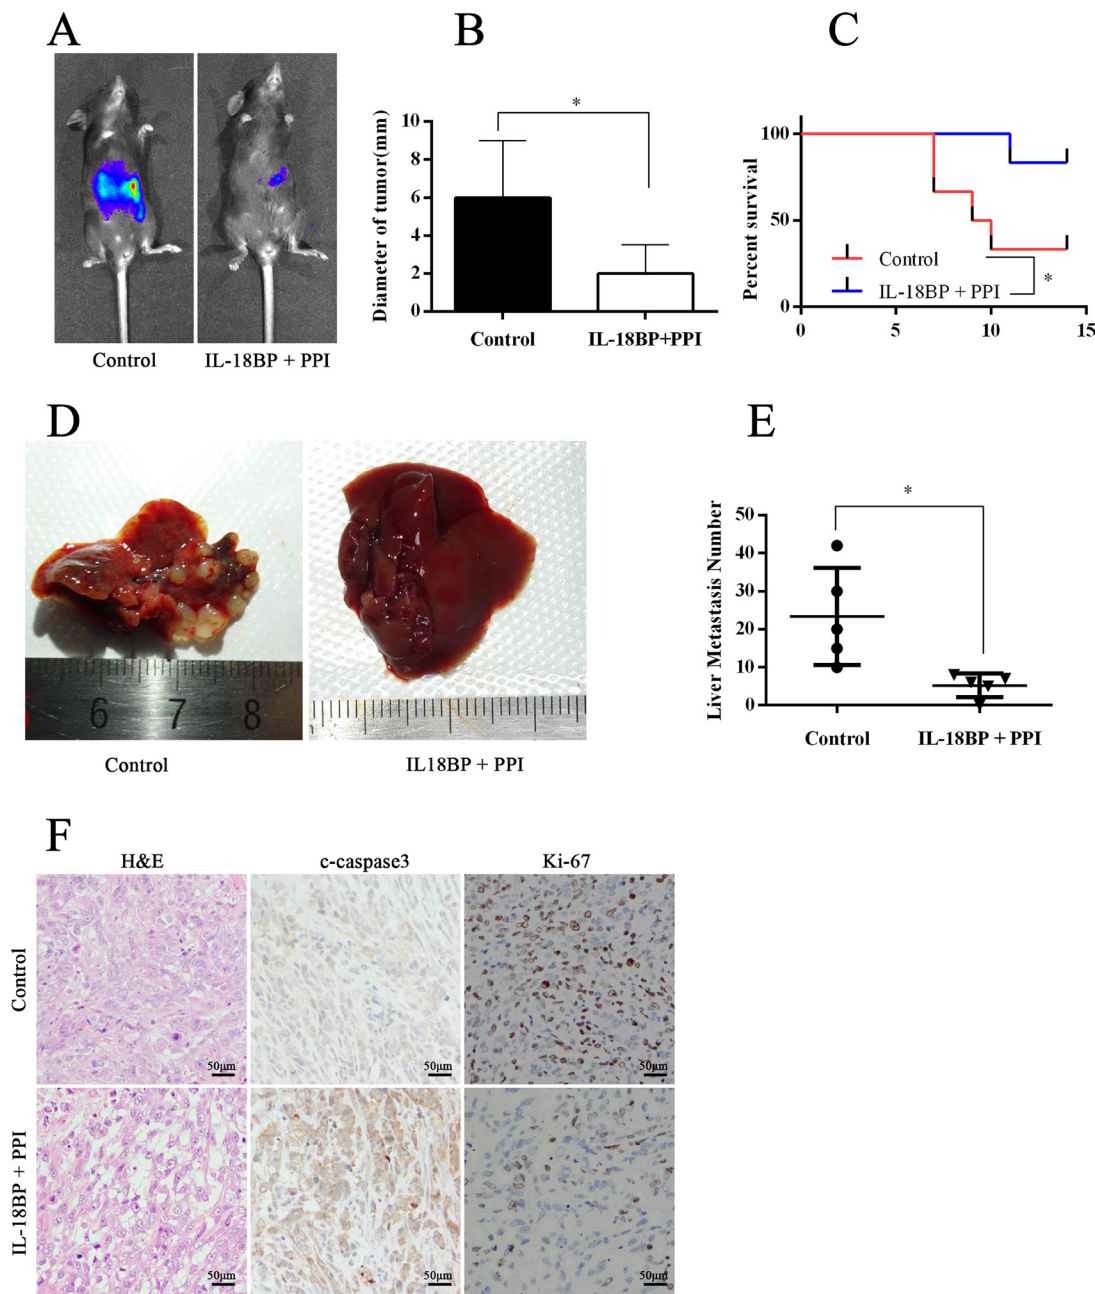 A
Control
IL-18BP + PPI
B
*
Diameter of tumor(mm)
10
8
6
4
2
0
Control
IL-18BP+PPI
C
Percent survival
100
50
0
0
5
10
15
Control
IL-18BP + PPI
*
D
6
7
8
Control
IL18BP + PPI
E
*
Liver Metastasis Number
50
40
30
20
10
0
Control
IL-18BP + PPI
F
H&E
c-caspase3
Ki-67
Control
50μm
50μm
50μm
IL-18BP + PPI
50μm
50μm
50μm